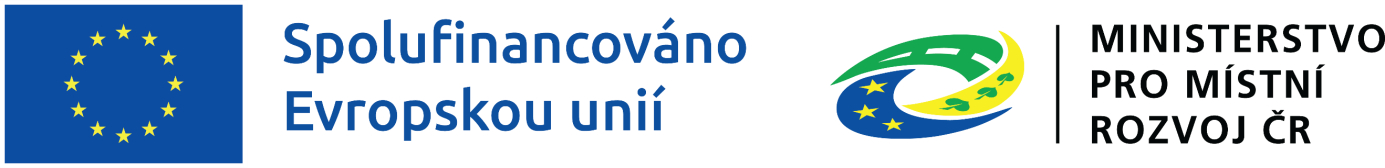 Spolufinancováno
Evropskou unií
MINISTERSTVO
PRO MÍSTNÍ
ROZVOJ ČR